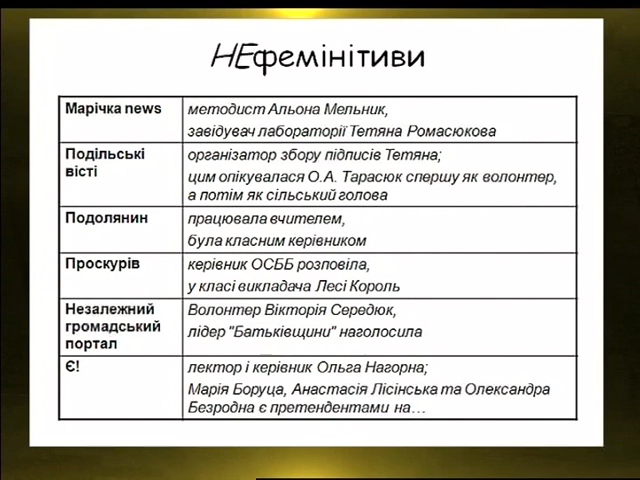 НЕфемінітиви
Марічка news
методист Альона Мельник,
завідувач лабораторії Тетяна Ромасюкова
Подільські
вісті
організатор збору підписів Тетяна;
цим опікувалася О.А. Тарасюк спершу як волонтер,
а потім як сільський голова
Подолянин
працювала вчителем,
була класним керівником
Проскурів
керівник ОСББ розповіла,
у класі викладача Лесі Король
Незалежний
громадський
портал
Волонтер Вікторія Середюк,
лідер "Батьківщини" наголосила
Є!
лектор і керівник Ольга Нагорна;
Марія Боруца, Анастасія Лісінська та Олександра
Безродна є претендентами на…